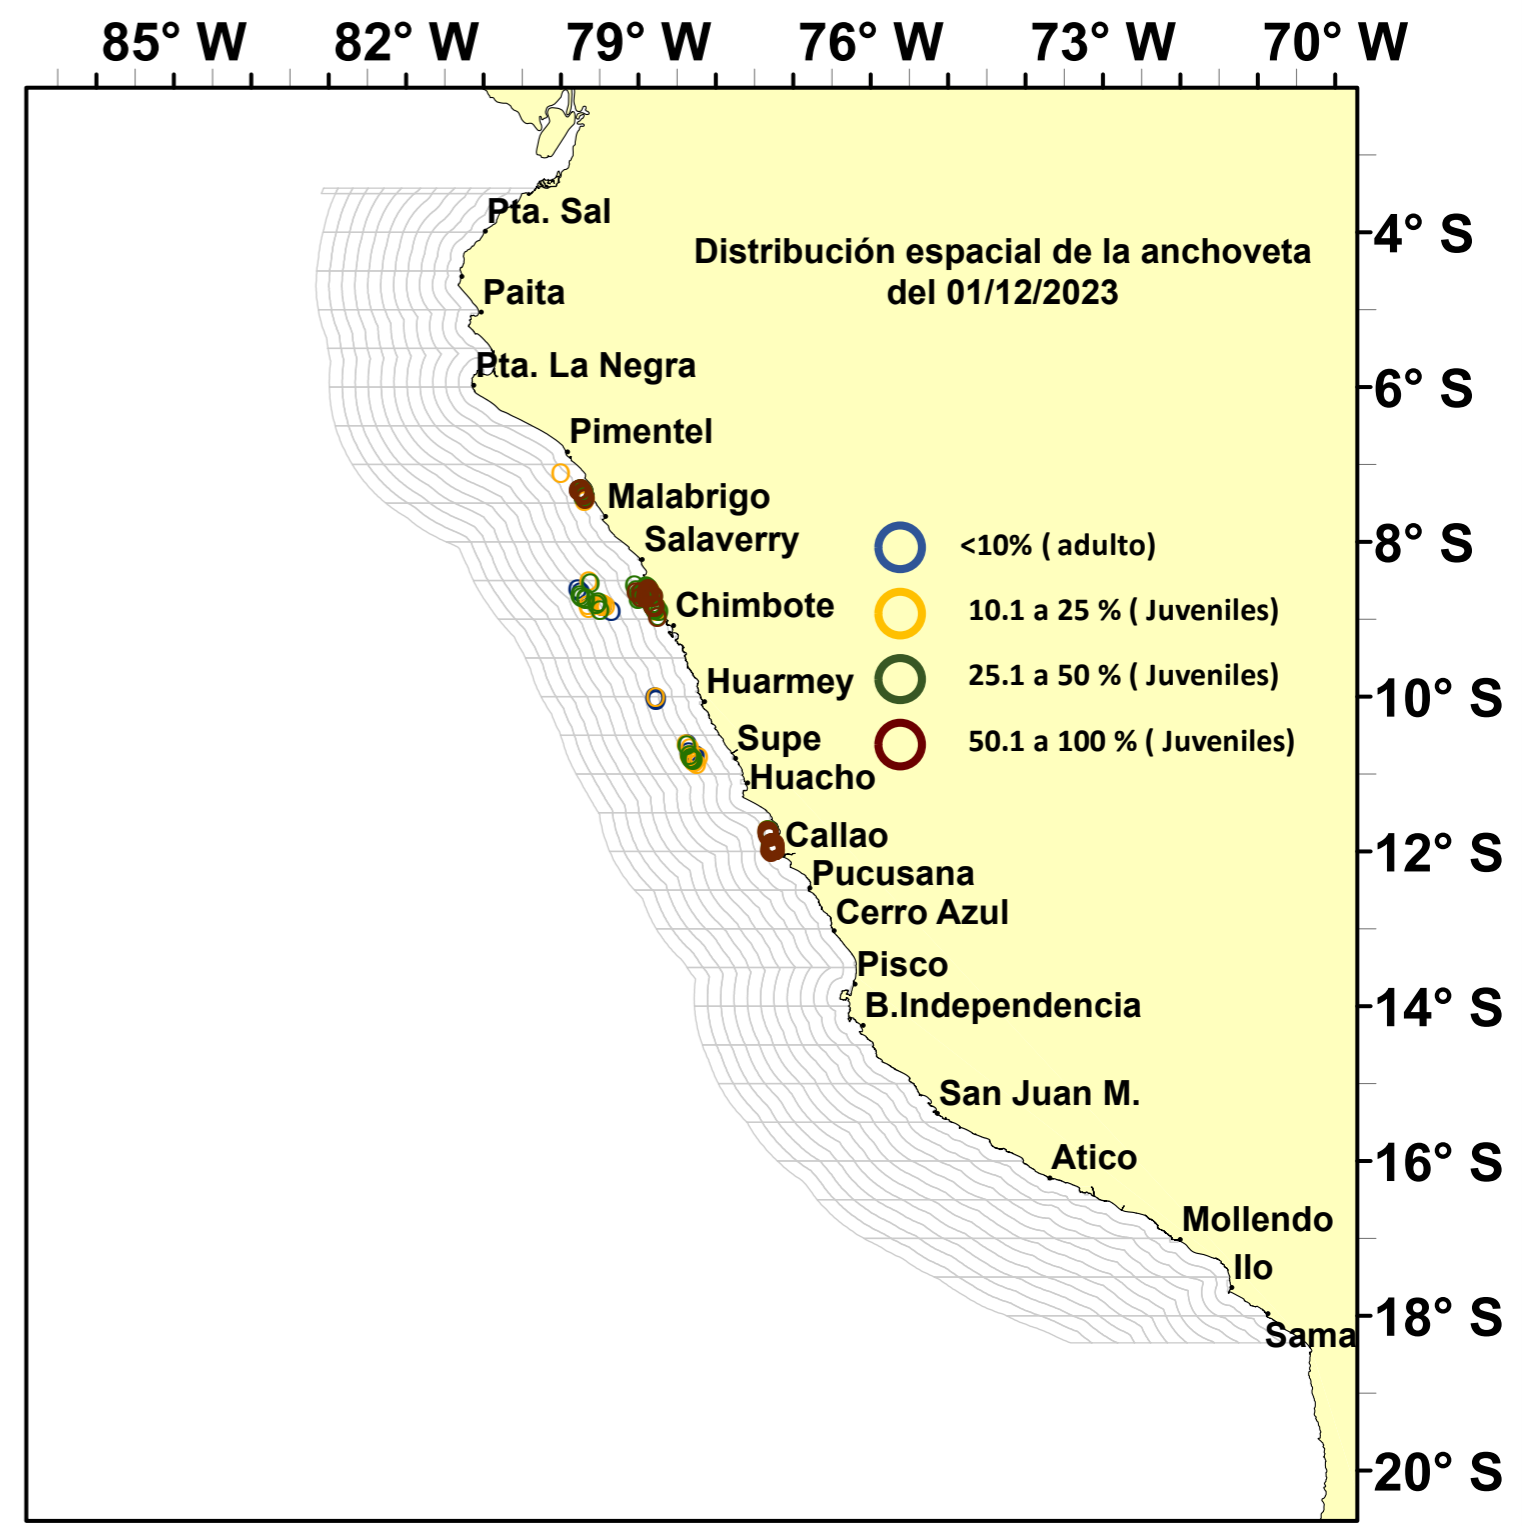 85° W 82° W 79° W 76° W 73° W 70° W
Pta. Sal
4° S
Distribución espacial de la anchoveta
del 01/12/2023
Paita
Pta. La Negra
6° S
Pimentel
Malabrigo
Salaverry
8° S
<10% ( adulto)
Chimbote
10.1 a 25 % ( Juveniles)
Huarmey
25.1 a 50 % ( Juveniles)
10° S
Supe
50.1 a 100 % ( Juveniles)
Huacho
Callao
12° S
Pucusana
Cerro Azul
Pisco
B.Independencia
14° S
San Juan M.
Atico
16° S
Mollendo
Ilo
18° S
Sama
20° S